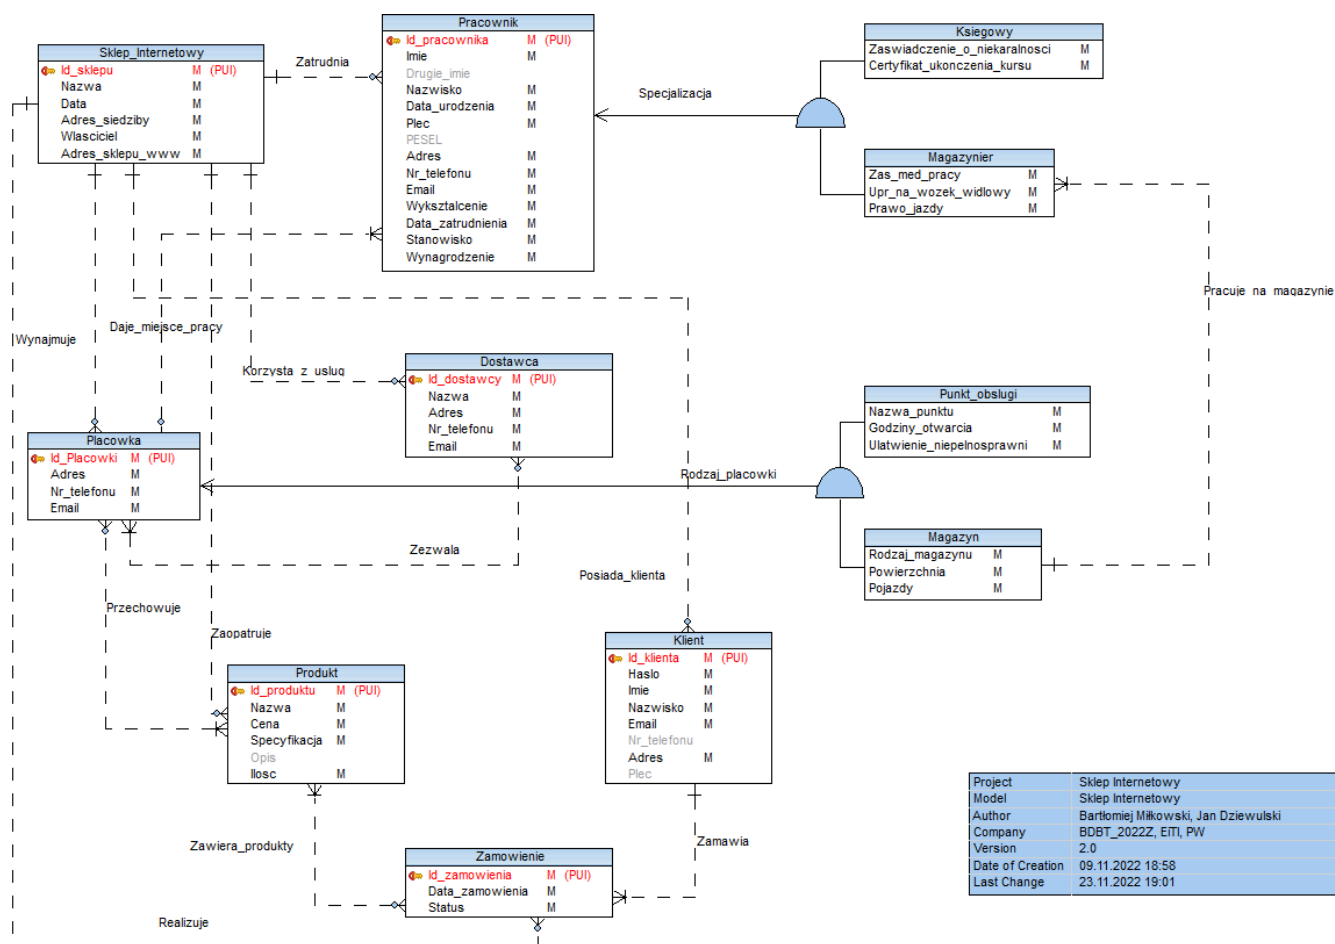 Sklep_Internetowy
Id_sklepu M (PUI)
Nazwa M
Data M
Adres_siedziby M
Wlasciciel M
Adres_sklepu_www M
Zatrudnia
Pracownik
Id_pracownika M (PUI)
Imie M
Drugie_imie
Nazwisko M
Data_urodzenia M
Plec M
PESEL
Adres M
Nr_telefonu M
Email M
Wyksztalcenie M
Data_zatrudnienia M
Stanowisko M
Wynagrodzenie M
Specjalizacja
Ksiegowy
Zaswiadczenie_o_niekaralnosci M
Certyfikat_ukonczenia_kursu M
Magazynier
Zas_med_pracy M
Upr_na_wozek_widlowy M
Prawo_jazdy M
Pracuje_na_magazynie
Wynajmuje
Daje_miejsce_pracy
Korzysta_z_uslug
Dostawca
Id_dostawcy M (PUI)
Nazwa M
Adres M
Nr_telefonu M
Email M
Punkt_obslugi
Nazwa_punktu M
Godziny_otwarcia M
Ulatwienie_niepelnosprawni M
Placowka
Id_Placowki M (PUI)
Adres M
Nr_telefonu M
Email M
Rodzaj_placowki
Magazyn
Rodzaj_magazynu M
Powierzchnia M
Pojazdy M
Zezwala
Posiada_klienta
Przechowuje
Zaopatruje
Produkt
Id_produktu M (PUI)
Nazwa M
Cena M
Specyfikacja M
Opis
Ilosc M
Klient
Id_klienta M (PUI)
Haslo M
Imie M
Nazwisko M
Email M
Nr_telefonu
Adres M
Plec
Zawiera_produkty
Zamawia
Zamowienie
Id_zamowienia M (PUI)
Data_zamowienia M
Status M
Realizuje
Project Sklep Internetowy
Model Sklep Internetowy
Author Bartłomiej Miłkowski, Jan Dziewulski
Company BDBT_2022Z, EiTI, PW
Version 2.0
Date of Creation 09.11.2022 18:58
Last Change 23.11.2022 19:01